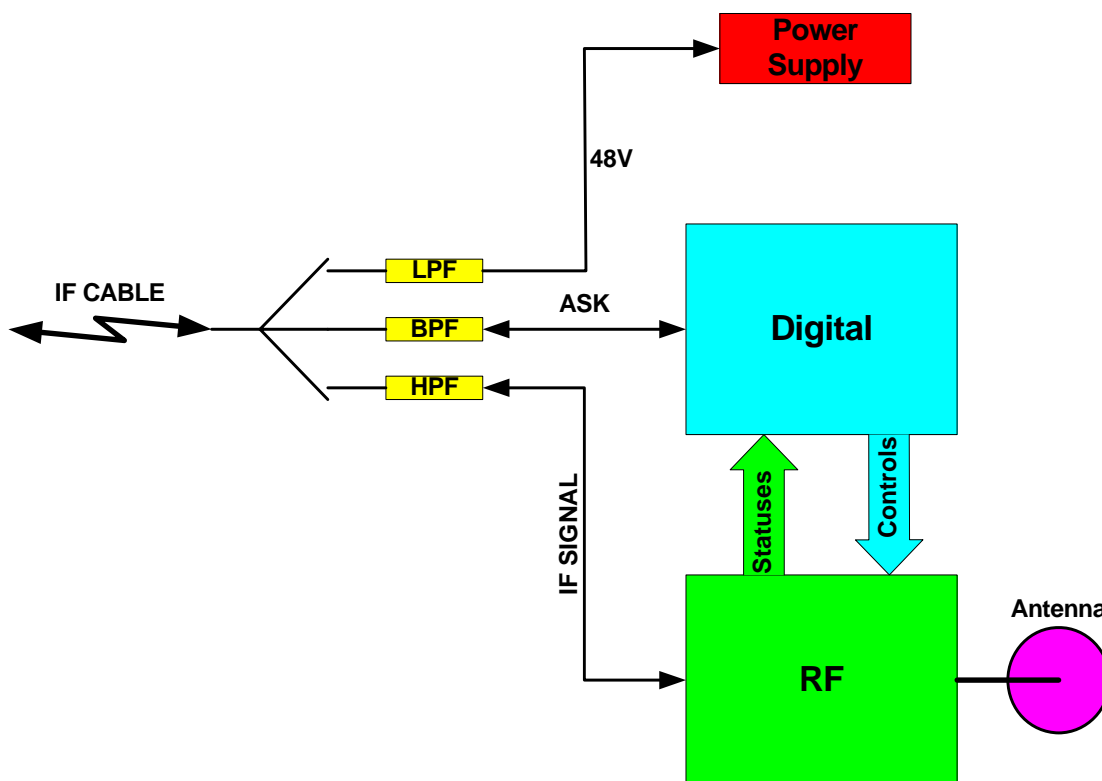 Power
Supply
48V
LPF
IF CABLE
ASK
BPF
Digital
HPF
Statuses
Controls
IF SIGNAL
Antenna
RF